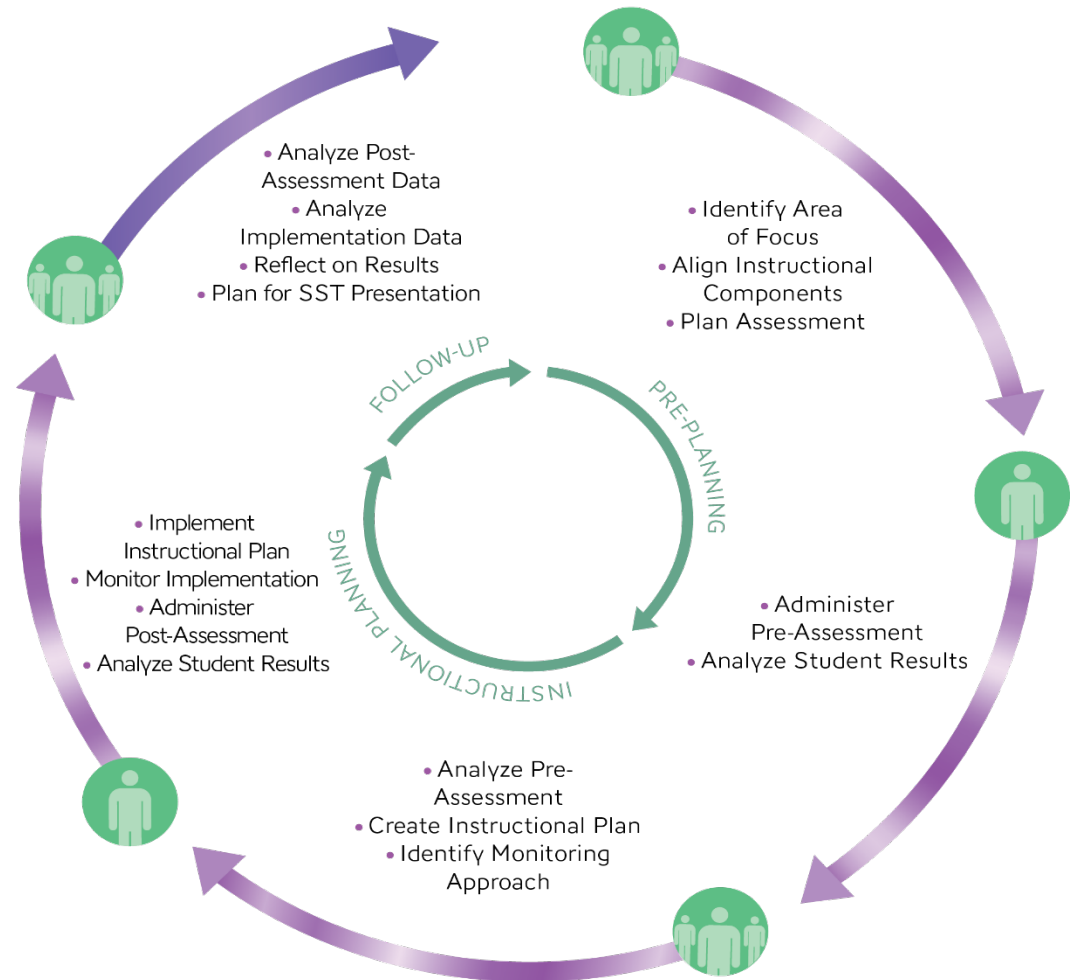 • Analyze Post-
Assessment Data
• Analyze
Implementation Data
• Reflect on Results
• Plan for SST Presentation
• Identify Area
of Focus
• Align Instructional
Components
• Plan Assessment
FOLLOW-UP
PRE-PLANNING
INSTRUCTIONAL PLANNING
• Implement
Instructional Plan
• Monitor Implementation
• Administer
Post-Assessment
• Analyze Student Results
• Administer
Pre-Assessment
• Analyze Student Results
• Analyze Pre-
Assessment
• Create Instructional Plan
• Identify Monitoring
Approach